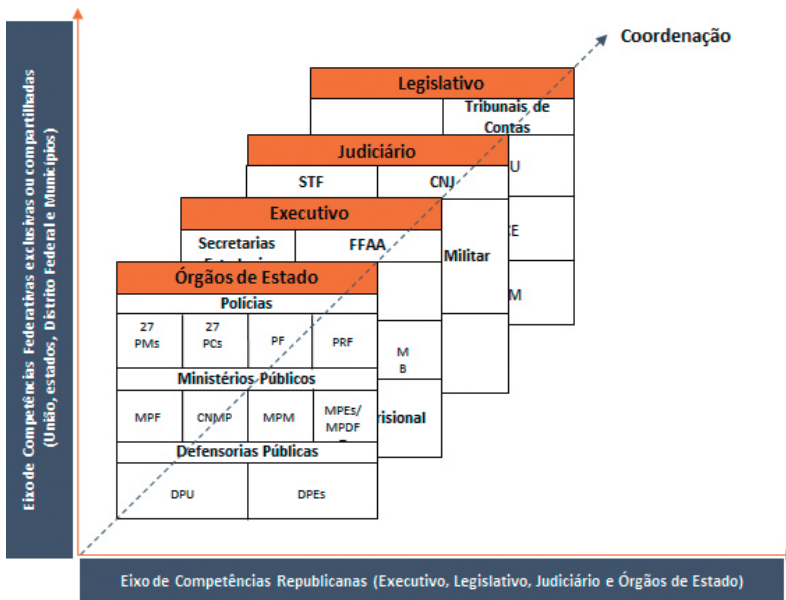 Coordenação
Eixo de Competências Federativas exclusivas ou compartilhadas
(União, estados, Distrito Federal e Municípios)
Legislativo
Tribunais de
Contas
U
CE
M
Judiciário
STF
CNJ
Militar
Executivo
Secretarias
FFAA
M
B
risional
Órgãos de Estado
Polícias
27
PMs
27
PCs
PF
PRF
Ministérios Públicos
MPF
CNMP
MPM
MPEs/
MPDF
Defensorias Públicas
DPU
DPEs
Eixo de Competências Republicanas (Executivo, Legislativo, Judiciário e Órgãos de Estado)